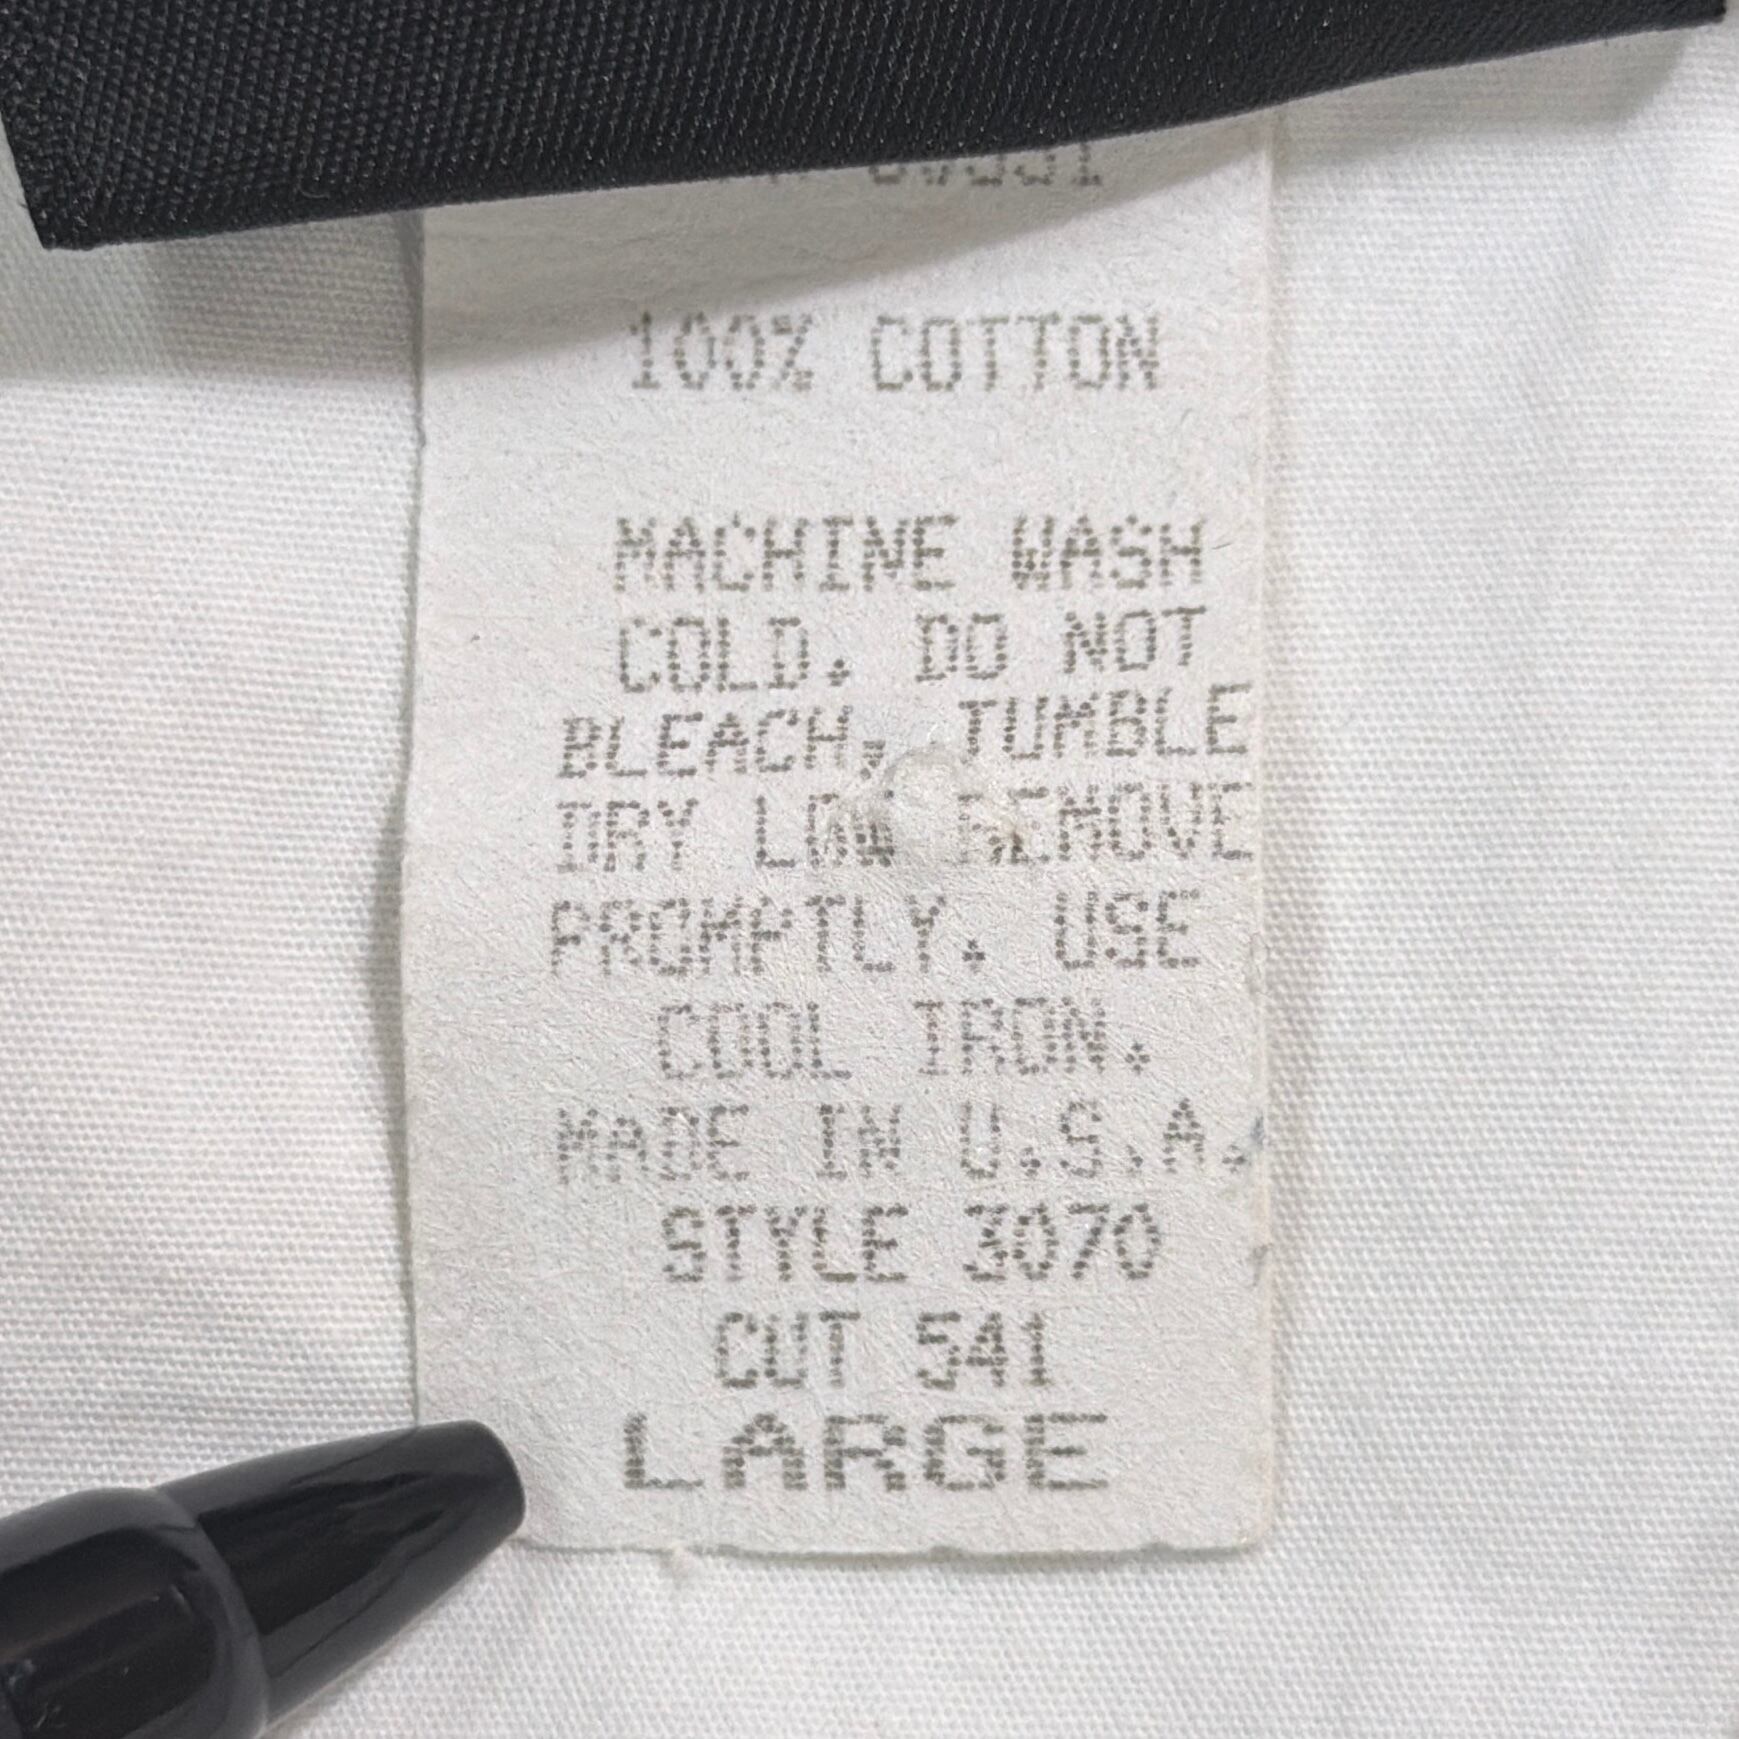 100% COTTON
MACHINE WASH
COLD. DO NOT
BLEACH, TUMBLE
DRY LOW REMOVE
PROMPTLY. USE
COOL IRON.
MADE IN U.S.A.
STYLE 3070
CUT 541
LARGE